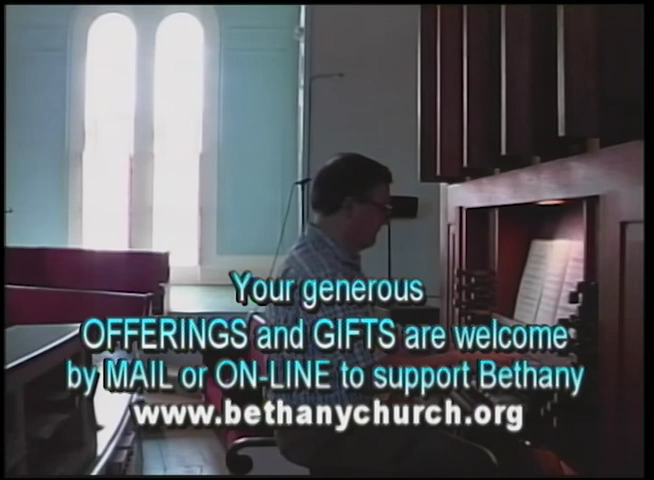 Your generous
OFFERINGS and GIFTS are welcome
by MAIL or ON-LINE to support Bethany
www.bethanychurch.org